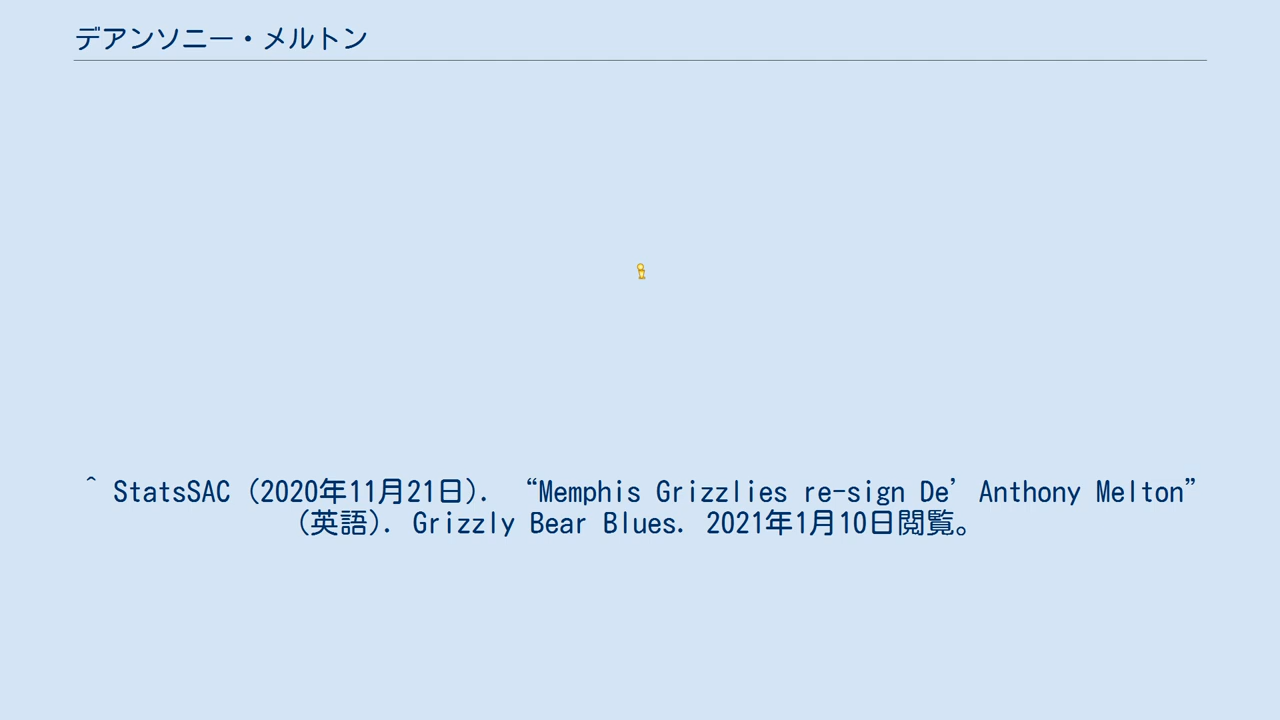 デアンソニー・メルトン
^ StatsSAC (2020年11月21日). “Memphis Grizzlies re-sign De’Anthony Melton”
(英語). Grizzly Bear Blues. 2021年1月10日閲覧。